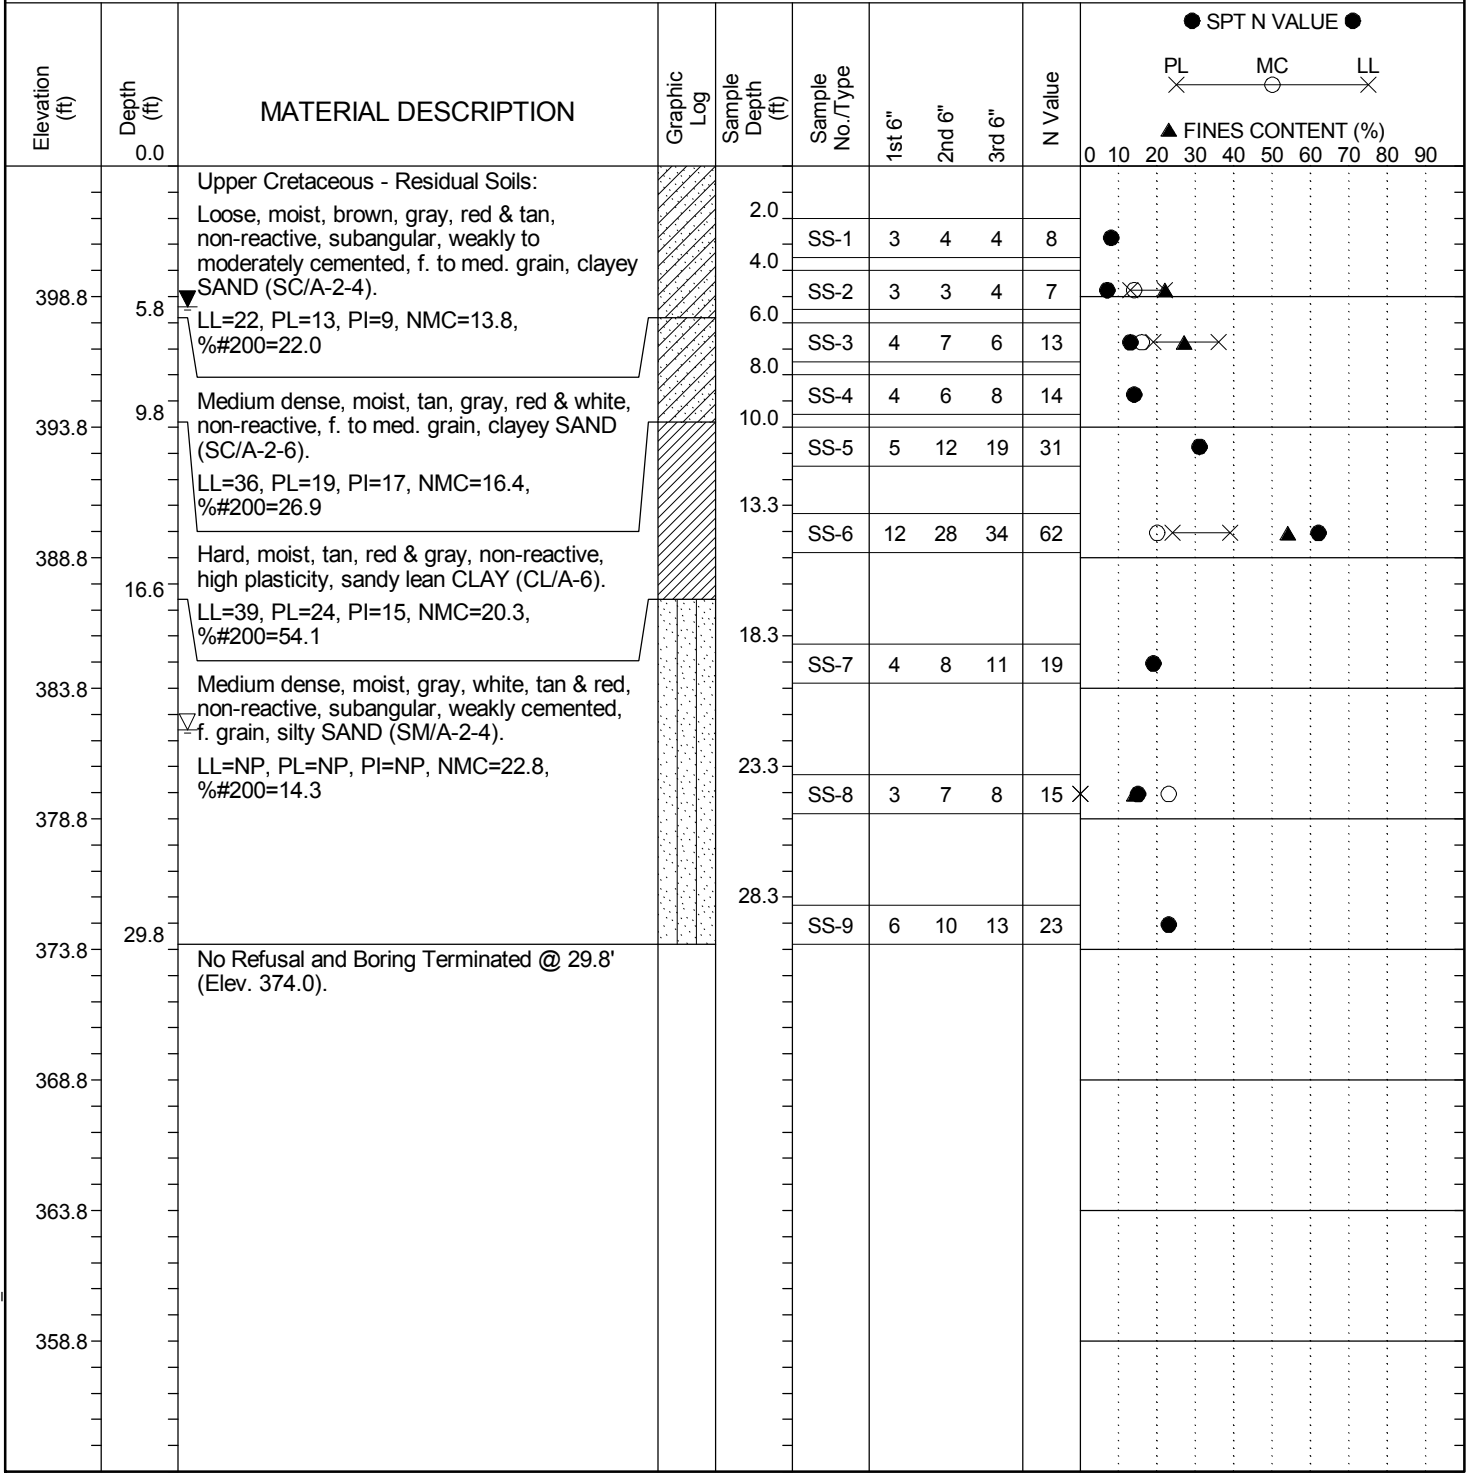 ● SPT N VALUE ●
PL MC LL
▲ FINES CONTENT (%)
0 10 20 30 40 50 60 70 80 90
Elevation
(ft)
Depth
(ft)
0.0
MATERIAL DESCRIPTION
Graphic
Log
Sample
Depth
(ft)
Sample
No./Type
1st 6"
2nd 6"
3rd 6"
N Value
Upper Cretaceous - Residual Soils:
Loose, moist, brown, gray, red & tan,
non-reactive, subangular, weakly to
moderately cemented, f. to med. grain, clayey
SAND (SC/A-2-4).
LL=22, PL=13, PI=9, NMC=13.8,
%#200=22.0
Medium dense, moist, tan, gray, red & white,
non-reactive, f. to med. grain, clayey SAND
(SC/A-2-6).
LL=36, PL=19, PI=17, NMC=16.4,
%#200=26.9
Hard, moist, tan, red & gray, non-reactive,
high plasticity, sandy lean CLAY (CL/A-6).
LL=39, PL=24, PI=15, NMC=20.3,
%#200=54.1
Medium dense, moist, gray, white, tan & red,
non-reactive, subangular, weakly cemented,
f. grain, silty SAND (SM/A-2-4).
LL=NP, PL=NP, PI=NP, NMC=22.8,
%#200=14.3
No Refusal and Boring Terminated @ 29.8'
(Elev. 374.0).
398.8
393.8
388.8
383.8
378.8
373.8
368.8
363.8
358.8
5.8
9.8
16.6
29.8
2.0
4.0
6.0
8.0
10.0
13.3
18.3
23.3
28.3
SS-1 3 4 4 8
SS-2 3 3 4 7
SS-3 4 7 6 13
SS-4 4 6 8 14
SS-5 5 12 19 31
SS-6 12 28 34 62
SS-7 4 8 11 19
SS-8 3 7 8 15
SS-9 6 10 13 23